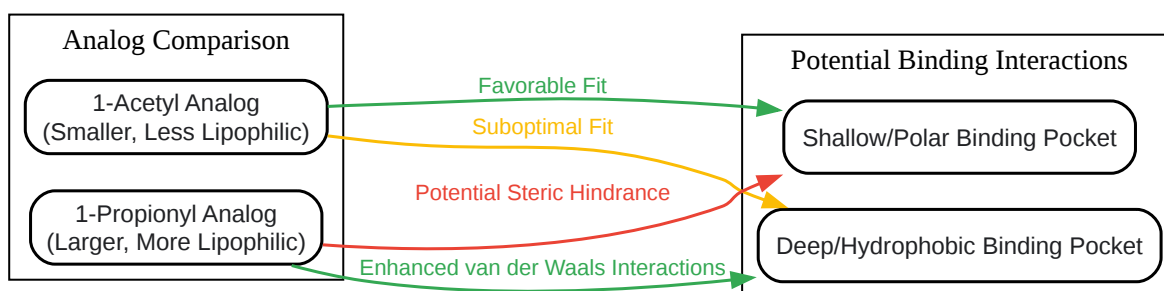 Analog Comparison
1-Acetyl Analog
(Smaller, Less Lipophilic)
1-Propionyl Analog
(Larger, More Lipophilic)
Favorable Fit
Suboptimal Fit
Potential Steric Hindrance
Enhanced van der Waals Interactions
Potential Binding Interactions
Shallow/Polar Binding Pocket
Deep/Hydrophobic Binding Pocket